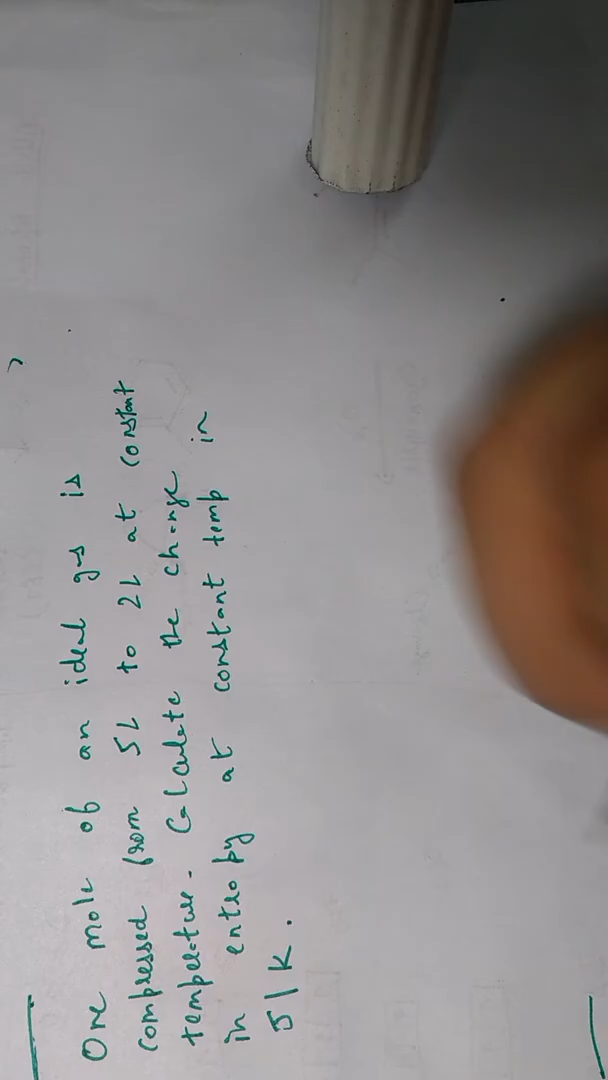 One mole of an ideal gas is
compressed from 5L to 2L at constant
temperature. Calculate the change
in entropy at constant temp in
J/K.